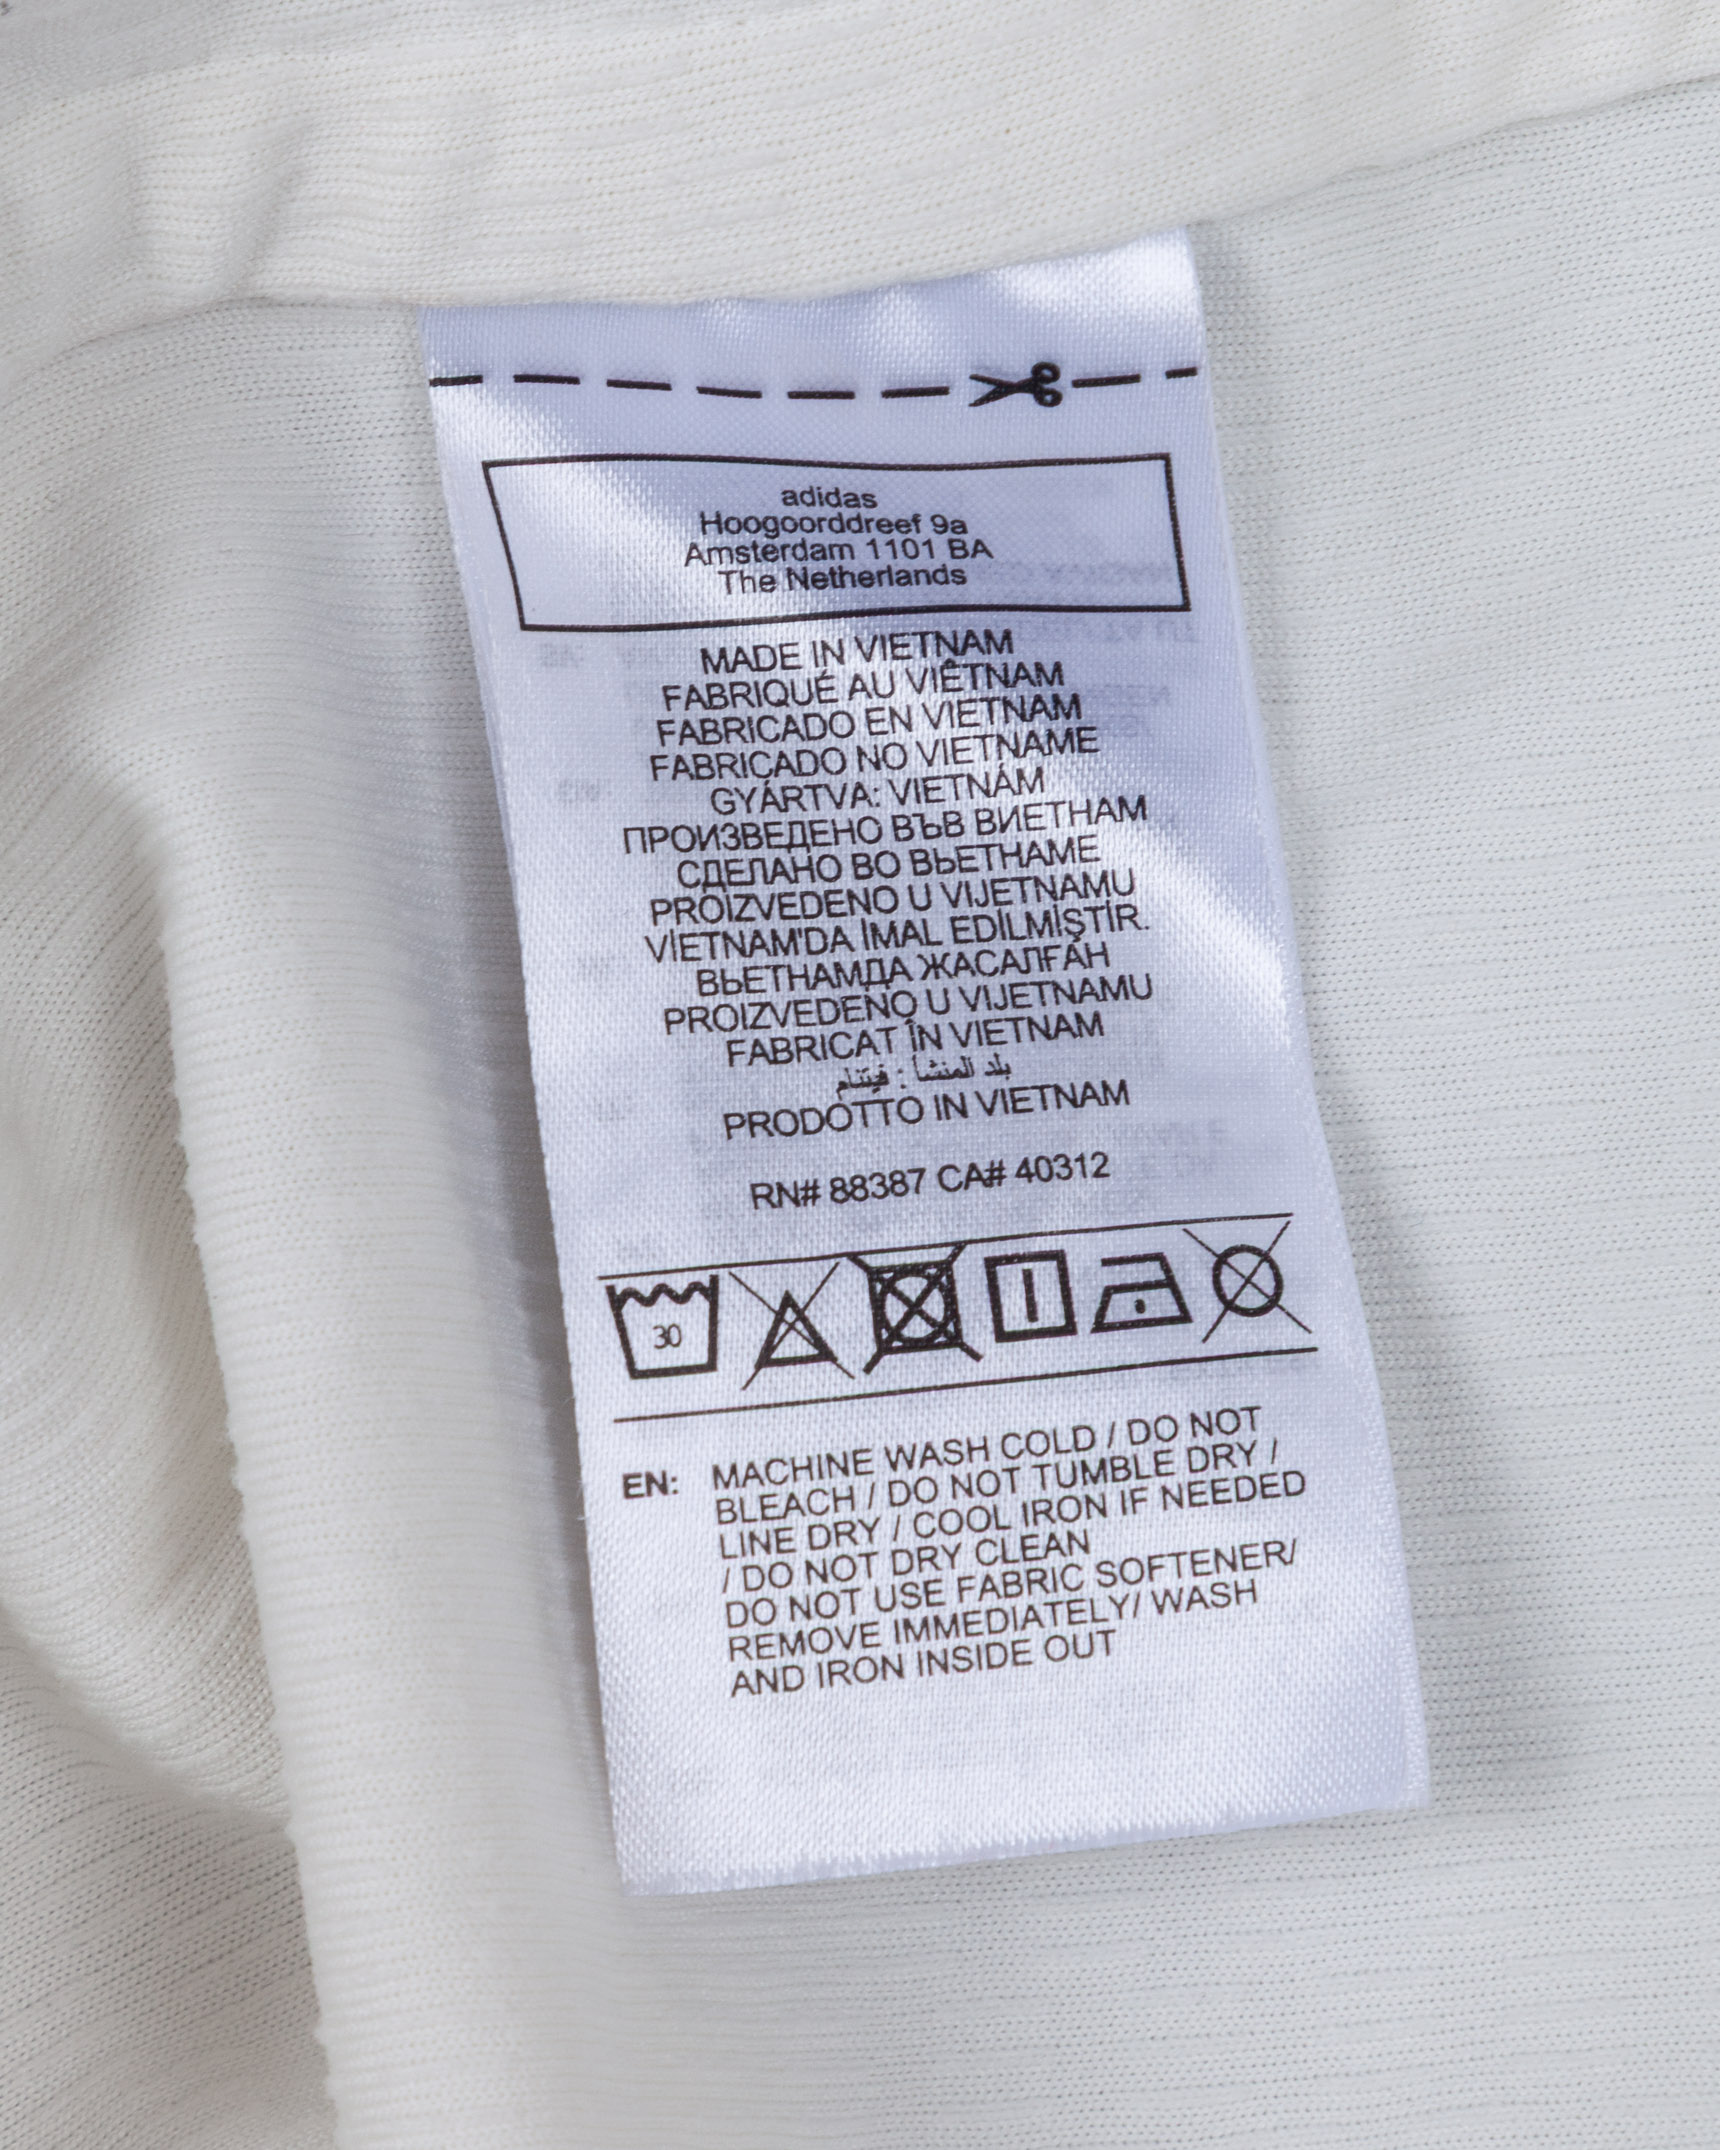 adidas
Hoogoorddreef 9a
Amsterdam 1101 BA
The Netherlands
MADE IN VIETNAM
FABRIQUÉ AU VIÊTNAM
FABRICADO EN VIETNAM
FABRICADO NO VIETNAME
GYÁRTVA: VIETNÁM
ПРОИЗВЕДЕНО ВЪВ ВИЕТНАМ
СДЕЛАНО ВО ВЬЕТНАМЕ
PROIZVEDENO U VIJETNAMU
VİETNAM'DA İMAL EDİLMİŞTİR.
ВЬЕТНАМДА ЖАСАЛҒАН
PROIZVEDENO U VIJETNAMU
FABRICAT ÎN VIETNAM
بلد المنشأ : فيتنام
PRODOTTO IN VIETNAM
RN# 88387 CA# 40312
30
EN: MACHINE WASH COLD / DO NOT
BLEACH / DO NOT TUMBLE DRY /
LINE DRY / COOL IRON IF NEEDED
/ DO NOT DRY CLEAN
DO NOT USE FABRIC SOFTENER/
REMOVE IMMEDIATELY/ WASH
AND IRON INSIDE OUT